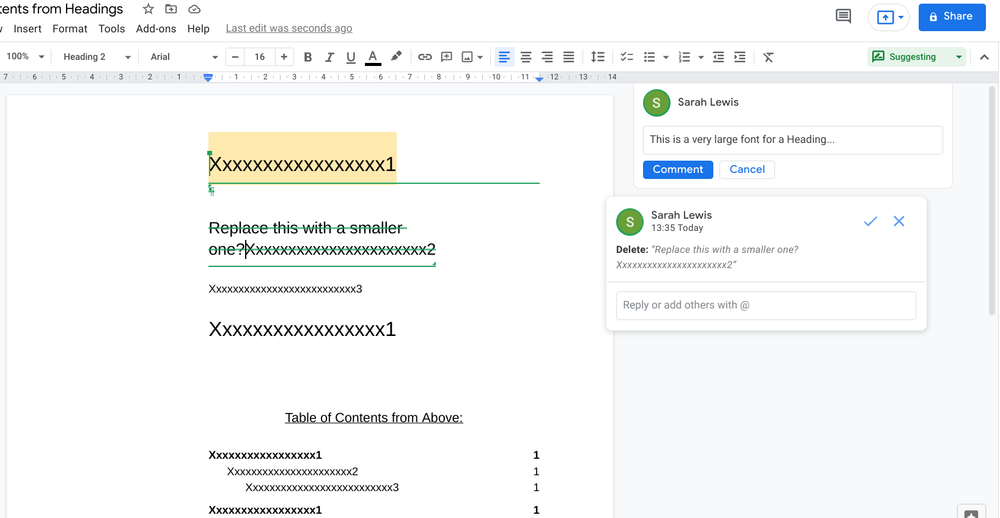 tents from Headings
Insert Format Tools Add-ons Help Last edit was seconds ago
Share
100% Heading 2 Arial 16 B I U A Suggesting
7 6 5 4 3 2 1 1 2 3 4 5 6 7 8 9 10 11 12 13 14
S Sarah Lewis
This is a very large font for a Heading...
Comment Cancel
Xxxxxxxxxxxxxxxxx1
¶
Replace this with a smaller
one?Xxxxxxxxxxxxxxxxxxxxxx2
Xxxxxxxxxxxxxxxxxxxxxxxxxx3
Xxxxxxxxxxxxxxxxx1
S Sarah Lewis
13:35 Today
Delete: “Replace this with a smaller one?
Xxxxxxxxxxxxxxxxxxxxxx2”
Reply or add others with @
Table of Contents from Above:
Xxxxxxxxxxxxxxxxx1 1
Xxxxxxxxxxxxxxxxxxxxxx2 1
Xxxxxxxxxxxxxxxxxxxxxxxxxx3 1
Xxxxxxxxxxxxxxxxx1 1